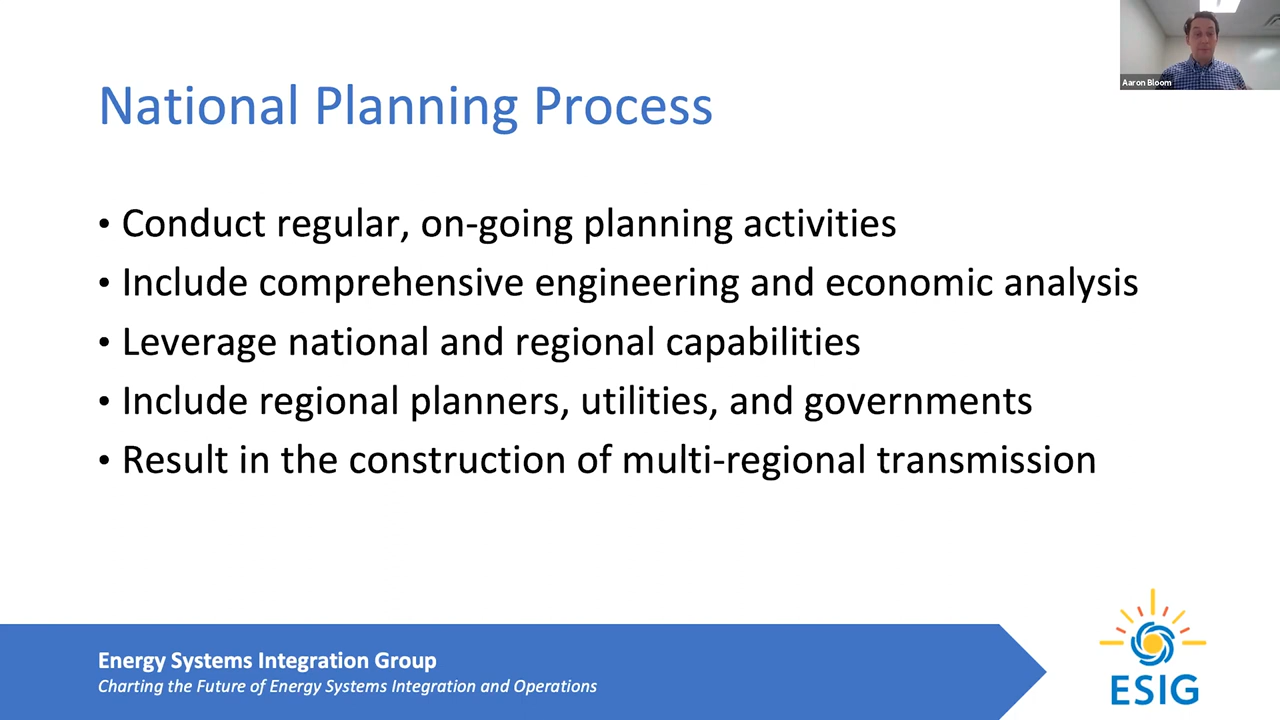 Aaron Bloom
National Planning Process
• Conduct regular, on-going planning activities
• Include comprehensive engineering and economic analysis
• Leverage national and regional capabilities
• Include regional planners, utilities, and governments
• Result in the construction of multi-regional transmission
Energy Systems Integration Group
Charting the Future of Energy Systems Integration and Operations
ESIG